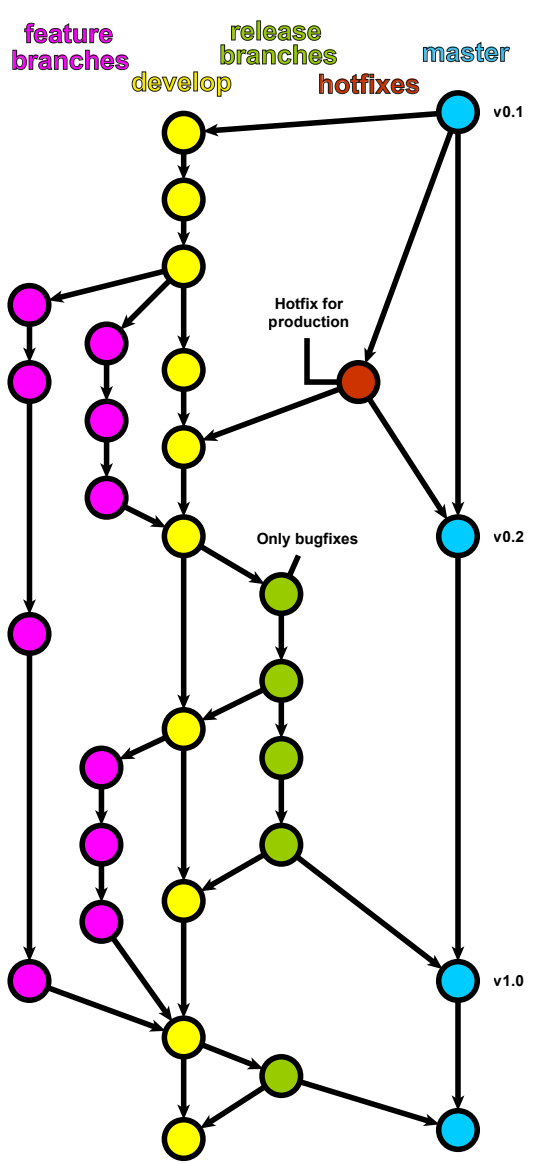 feature
branches
develop
release
branches
hotfixes
master
v0.1
Hotfix for
production
v0.2
Only bugfixes
v1.0